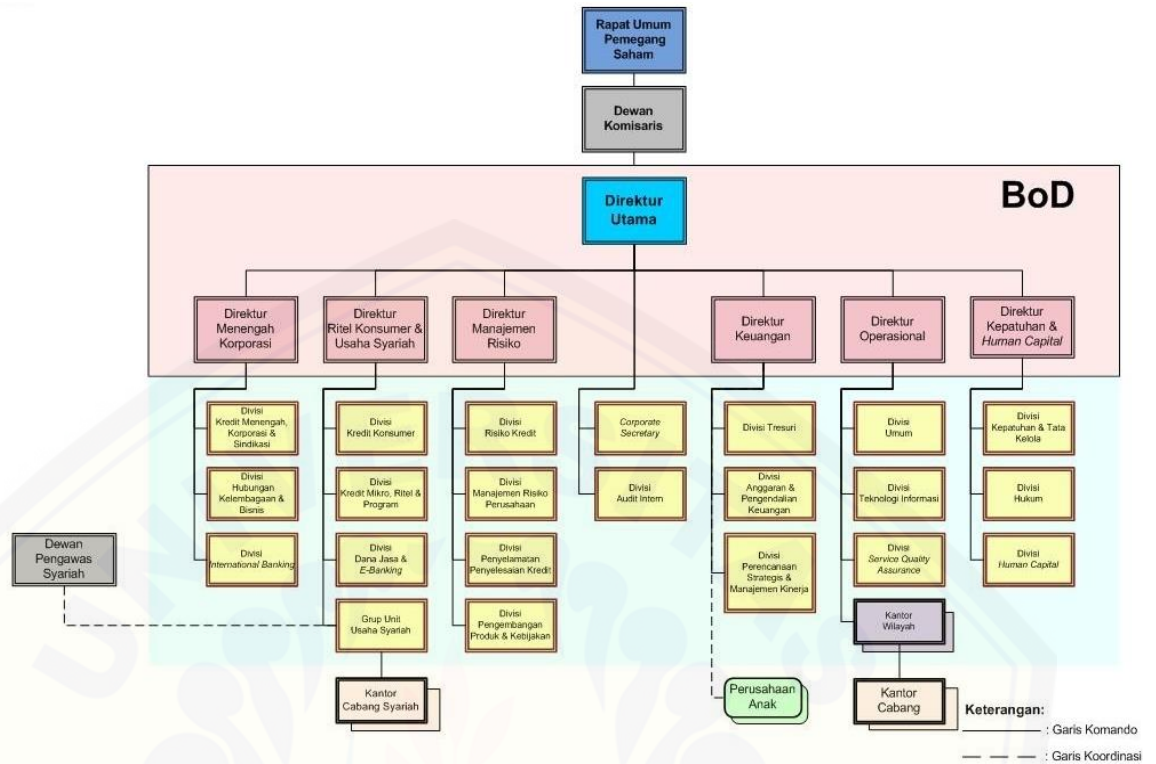 Rapat Umum
Pemegang
Saham
Dewan
Komisaris
BoD
Direktur
Utama
Direktur
Menengah
Korporasi
Direktur
Ritel Konsumer &
Usaha Syariah
Direktur
Manajemen
Risiko
Direktur
Keuangan
Direktur
Operasional
Direktur
Kepatuhan &
Human Capital
Divisi
Kredit Menengah,
Korporasi &
Sindikasi
Divisi
Kredit Konsumer
Divisi
Risiko Kredit
Corporate
Secretary
Divisi Tresuri
Divisi
Umum
Divisi
Kepatuhan & Tata
Kelola
Divisi
Hubungan
Kelembagaan &
Bisnis
Divisi
Kredit Mikro, Ritel &
Program
Divisi
Manajemen Risiko
Perusahaan
Divisi
Audit Intern
Divisi
Anggaran &
Pengendalian
Keuangan
Divisi
Teknologi Informasi
Divisi
Hukum
Dewan
Pengawas
Syariah
Divisi
International Banking
Divisi
Dana Jasa &
E-Banking
Divisi
Penyelamatan
Penyelesaian Kredit
Divisi
Perencanaan
Strategis &
Manajemen Kinerja
Divisi
Service Quality
Assurance
Divisi
Human Capital
Grup Unit
Usaha Syariah
Divisi
Pengembangan
Produk & Kebijakan
Kantor
Wilayah
Kantor
Cabang Syariah
Perusahaan
Anak
Kantor
Cabang
Keterangan:
: Garis Komando
: Garis Koordinasi